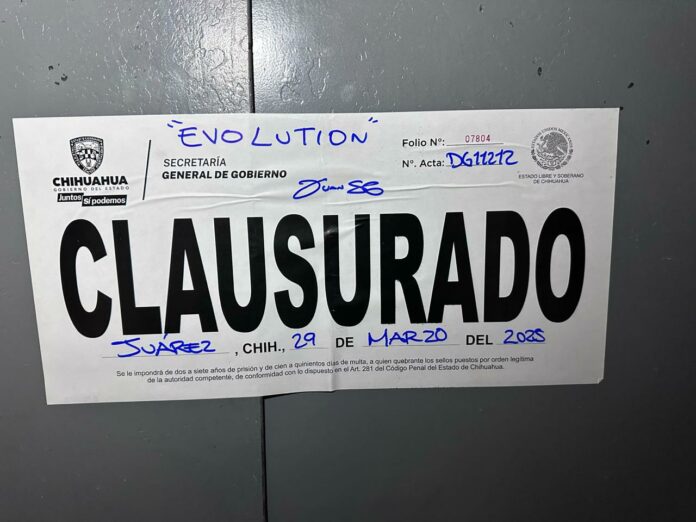 "EVOLUTION"
CHIHUAHUA
GOBIERNO DEL ESTADO
Juntos Sí podemos
SECRETARÍA
GENERAL DE GOBIERNO
Folio N°: 07804
N°. Acta: DG11212
ESTADO LIBRE Y SOBERANO
DE CHIHUAHUA
CLAUSURADO
JUÁREZ, CHIH., 29 DE MARZO DEL 2025
Se le impondrá de dos a siete años de prisión y de cien a quinientos días de multa, a quien quebrante los sellos puestos por orden legítima
de la autoridad competente, de conformidad con lo dispuesto en el Art. 281 del Código Penal del Estado de Chihuahua.